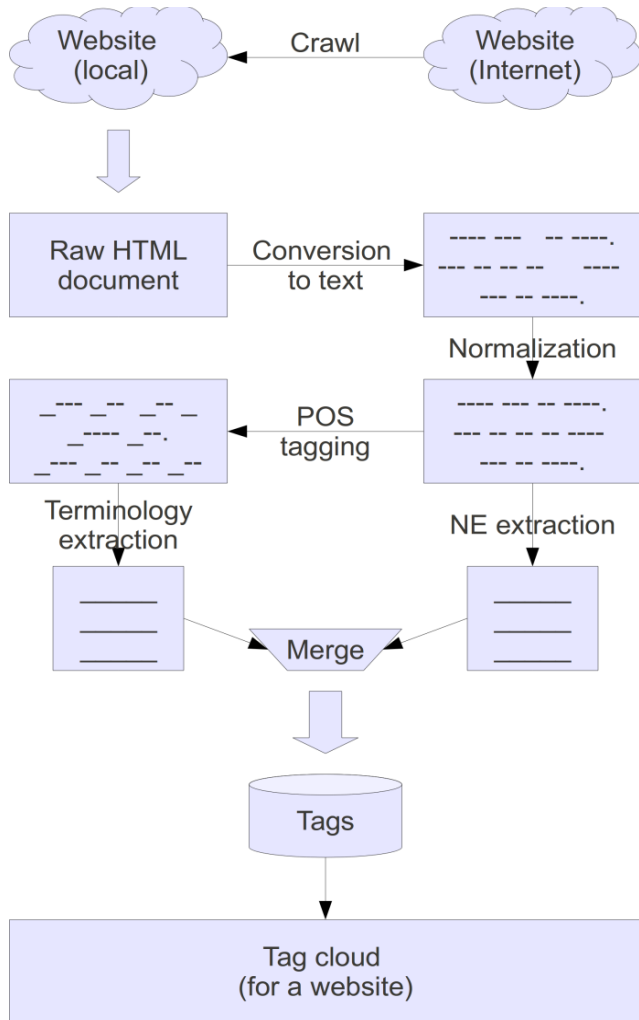 Website
(local)
Crawl
Website
(Internet)
Raw HTML
document
Conversion
to text
---- --- -- ----.
--- -- -- -- ----
--- -- ----.
Normalization
---- --- -- ----.
--- -- -- -- ----
--- -- ----.
POS
tagging
_---_--_--_--
_----_--.
_---_--_--_--
Terminology
extraction
NE extraction
Merge
Tags
Tag cloud
(for a website)